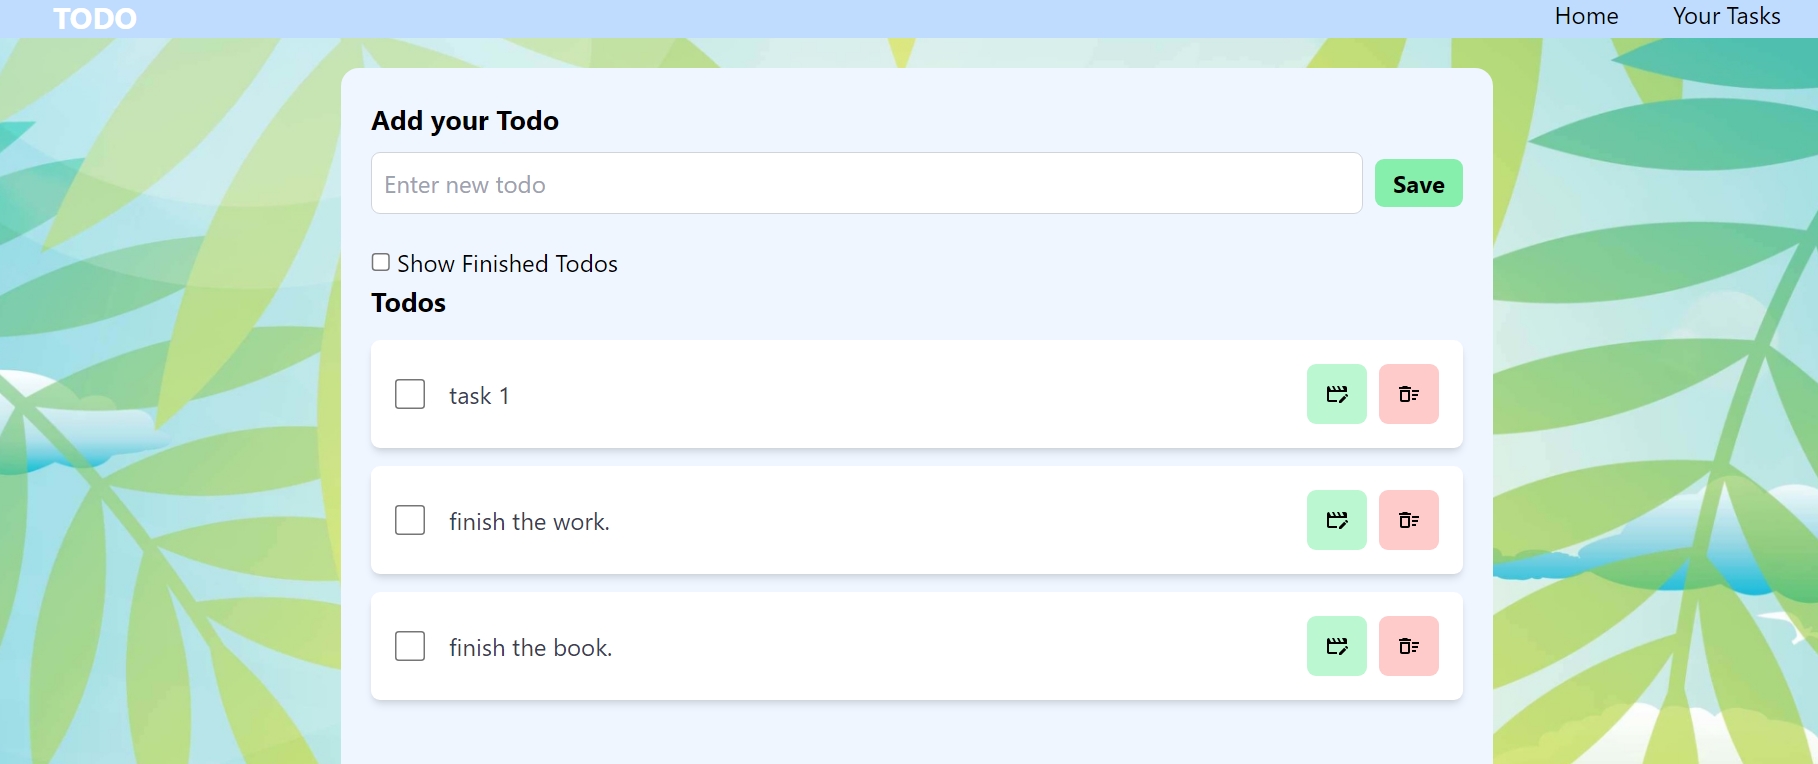 TODO
Home
Your Tasks
Add your Todo
Enter new todo
Save
Show Finished Todos
Todos
task 1
finish the work.
finish the book.